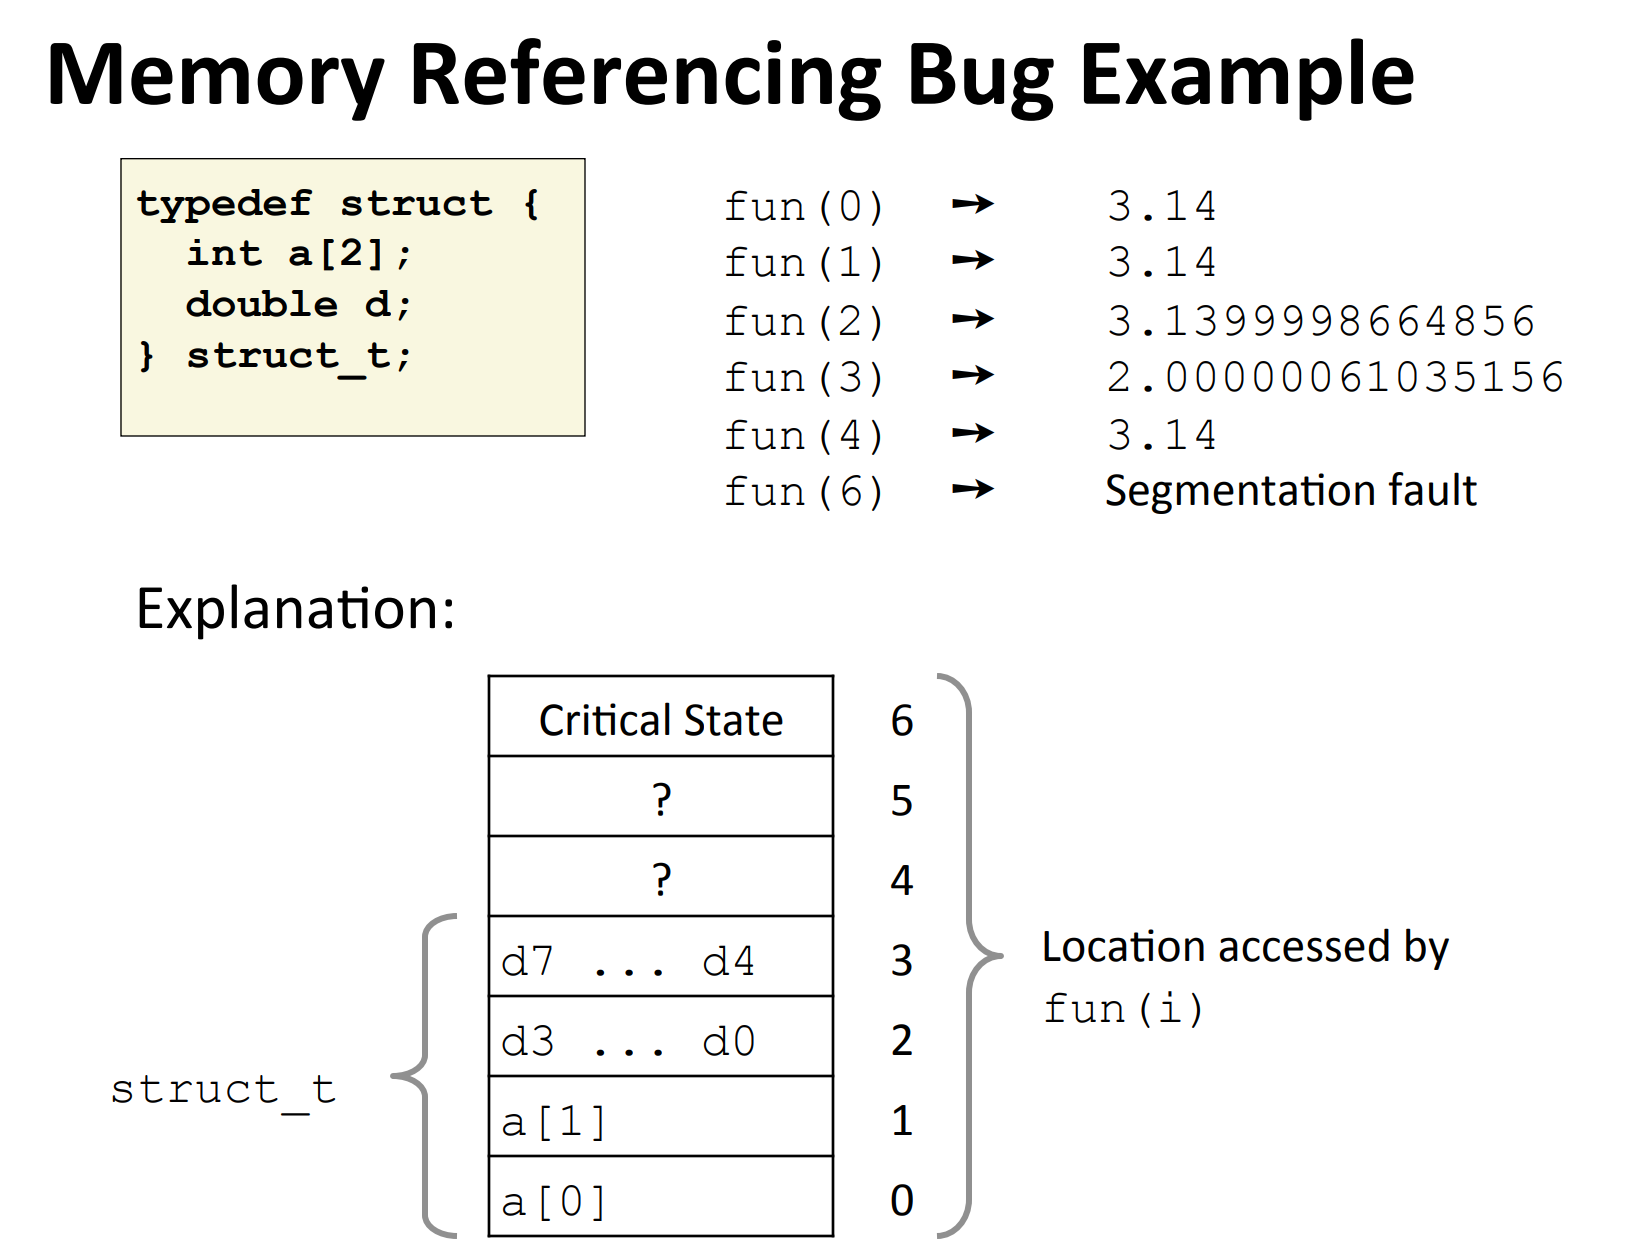 Memory Referencing Bug Example
typedef struct {
  int a[2];
  double d;
} struct_t;
fun(0) ➙ 3.14
fun(1) ➙ 3.14
fun(2) ➙ 3.1399998664856
fun(3) ➙ 2.00000061035156
fun(4) ➙ 3.14
fun(6) ➙ Segmentation fault
Explanation:
Critical State 6
? 5
? 4
d7 ... d4 3
d3 ... d0 2
a[1] 1
a[0] 0
struct_t
Location accessed by
fun(i)